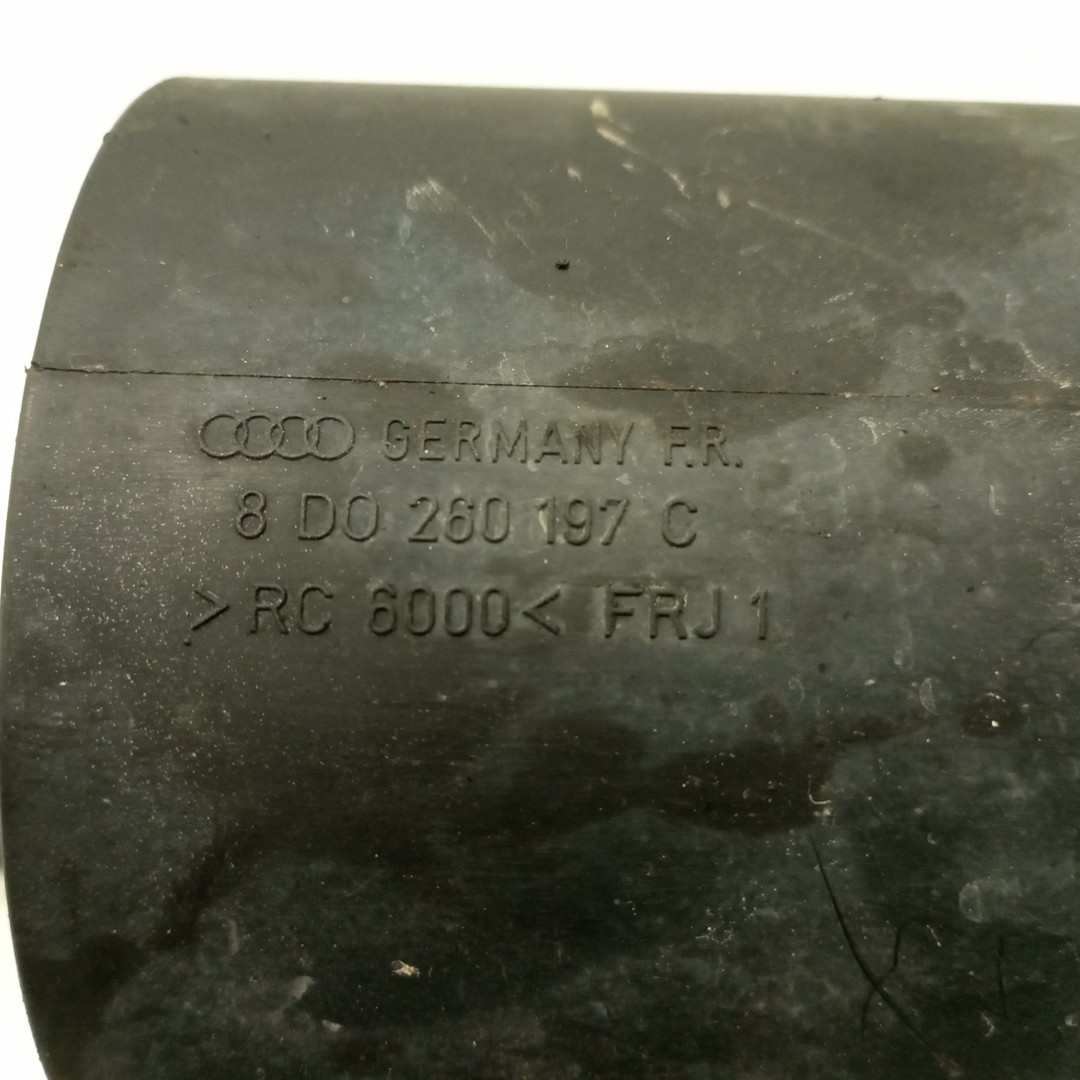 GERMANY F.R.
8 D0 260 197 C
>RC 6000< FRJ 1